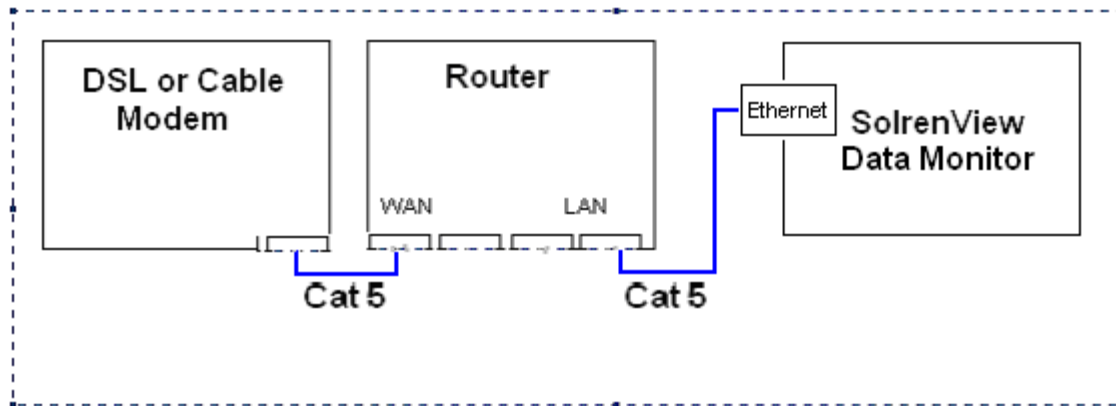 DSL or Cable
Modem
Router
WAN
LAN
Ethernet
SolrenView
Data Monitor
Cat 5
Cat 5